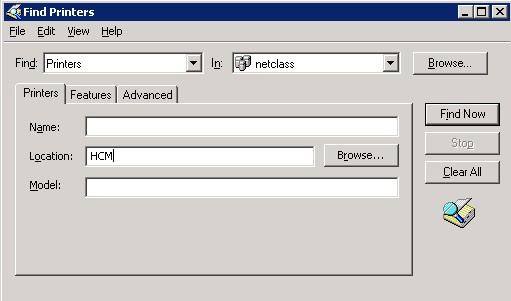 Find Printers
File Edit View Help
Find: Printers In: netclass Browse...
Printers Features Advanced
Name:
Find Now
Location: HCM Browse...
Stop
Model:
Clear All